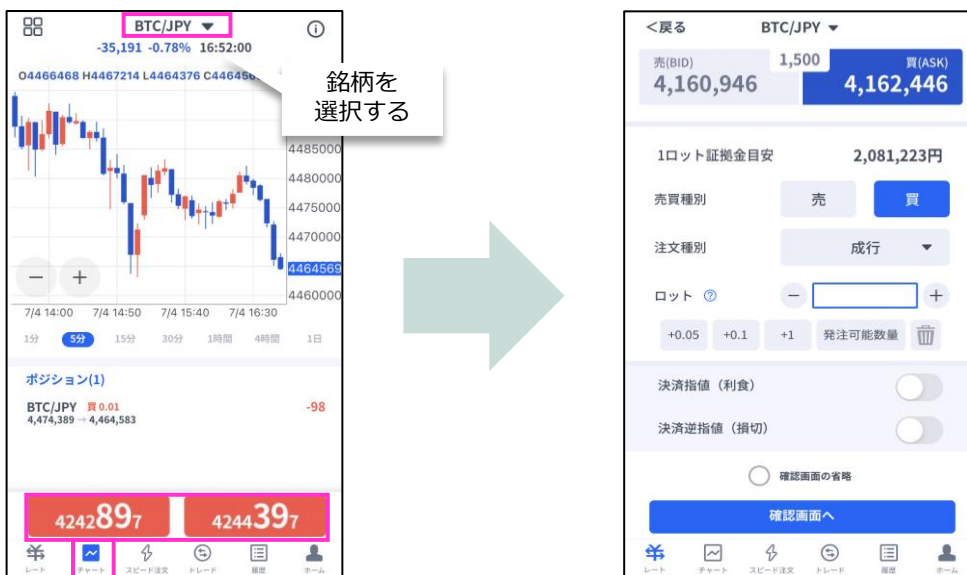 BTC/JPY
-35,191 -0.78% 16:52:00
O4466468 H4467214 L4464376
銘柄を
選択する
4485000
4480000
4475000
4470000
4464569
4460000
7/4 14:00 7/4 14:50 7/4 15:40 7/4 16:30
1分 5分 15分 30分 1時間 4時間 1日
ポジション(1)
BTC/JPY 買 0.01 -98
4,474,389 → 4,464,583
4242897 4244397
レート チャート スピード注文 トレード 履歴 ホーム
<戻る BTC/JPY
売(BID) 1,500 買(ASK)
4,160,946 4,162,446
1ロット証拠金目安 2,081,223円
売買種別 売 買
注文種別 成行
ロット
+0.05 +0.1 +1 発注可能数量
決済指値（利食）
決済逆指値（損切）
確認画面の省略
確認画面へ
レート チャート スピード注文 トレード 履歴 ホーム